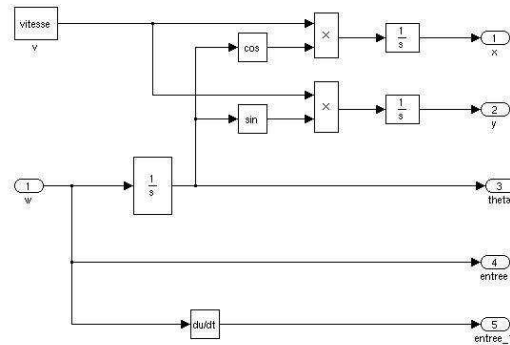 vitesse
v
cos
×
1
s
1
x
sin
×
1
s
2
y
1
w
1
s
3
theta
4
entree
du/dt
5